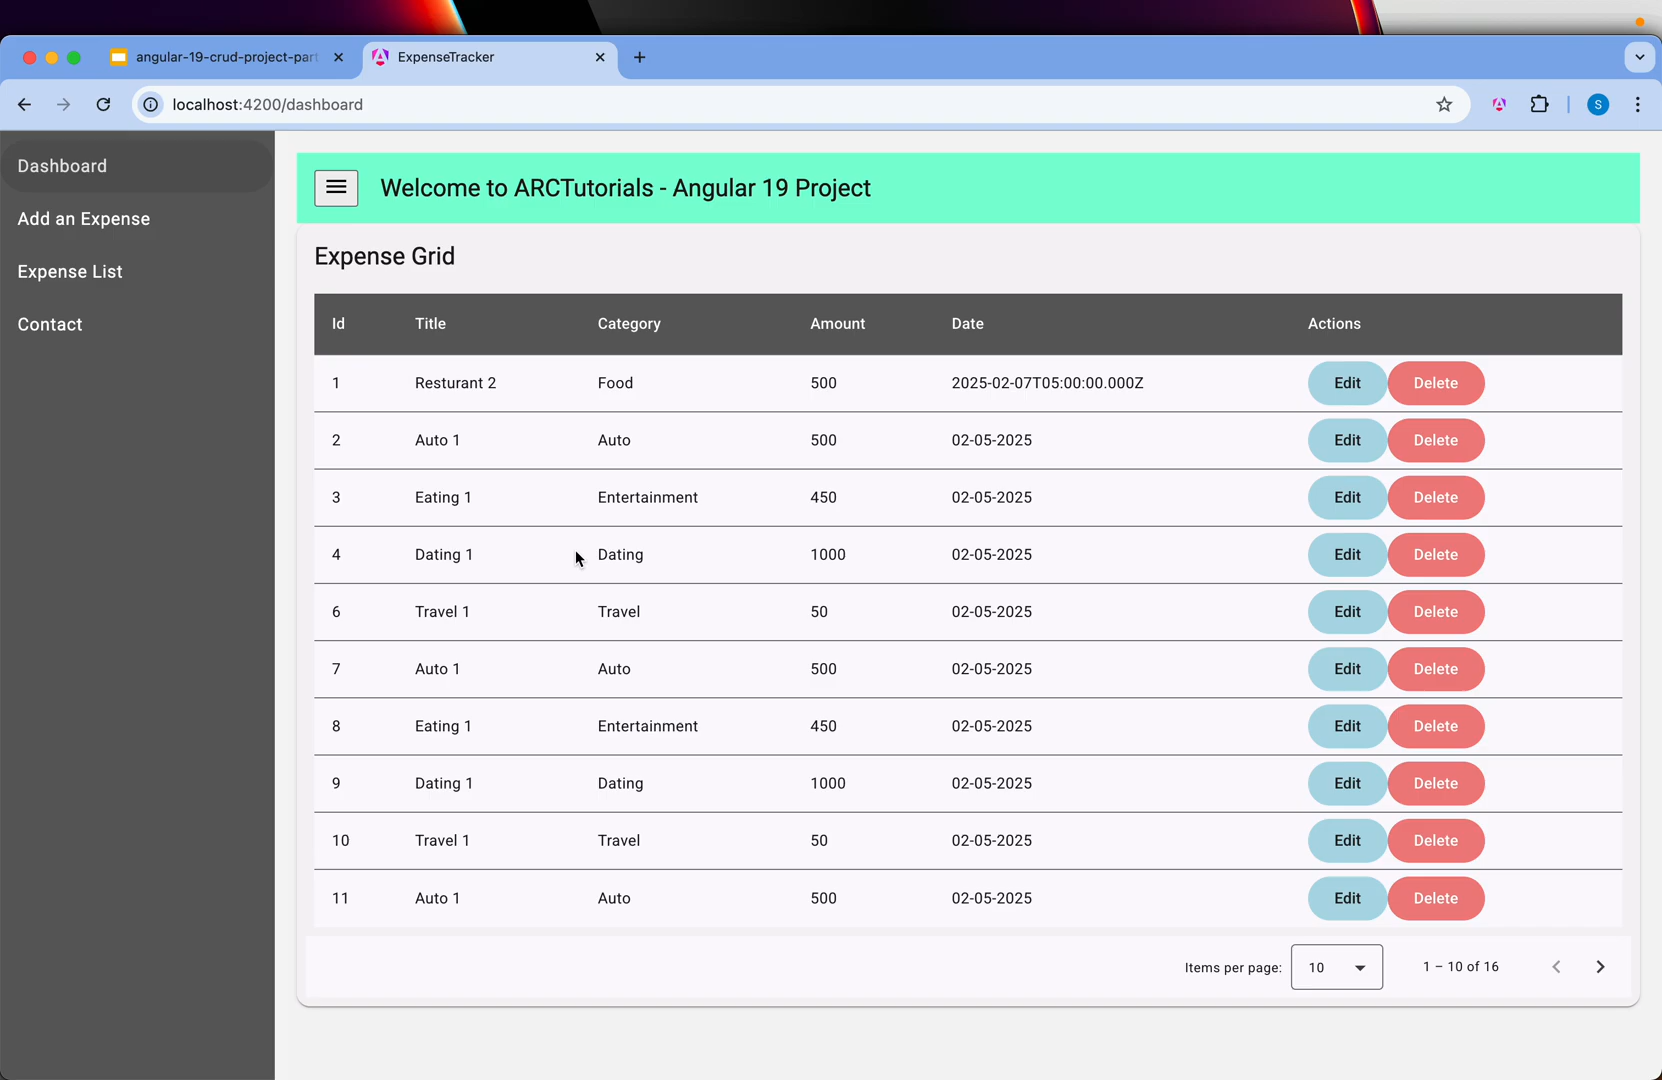 angular-19-crud-project-part
ExpenseTracker
localhost:4200/dashboard
S
Dashboard
Add an Expense
Expense List
Contact
Welcome to ARCTutorials - Angular 19 Project
Expense Grid
Id Title Category Amount Date Actions
1 Resturant 2 Food 500 2025-02-07T05:00:00.000Z Edit Delete
2 Auto 1 Auto 500 02-05-2025 Edit Delete
3 Eating 1 Entertainment 450 02-05-2025 Edit Delete
4 Dating 1 Dating 1000 02-05-2025 Edit Delete
6 Travel 1 Travel 50 02-05-2025 Edit Delete
7 Auto 1 Auto 500 02-05-2025 Edit Delete
8 Eating 1 Entertainment 450 02-05-2025 Edit Delete
9 Dating 1 Dating 1000 02-05-2025 Edit Delete
10 Travel 1 Travel 50 02-05-2025 Edit Delete
11 Auto 1 Auto 500 02-05-2025 Edit Delete
Items per page: 10 1 – 10 of 16